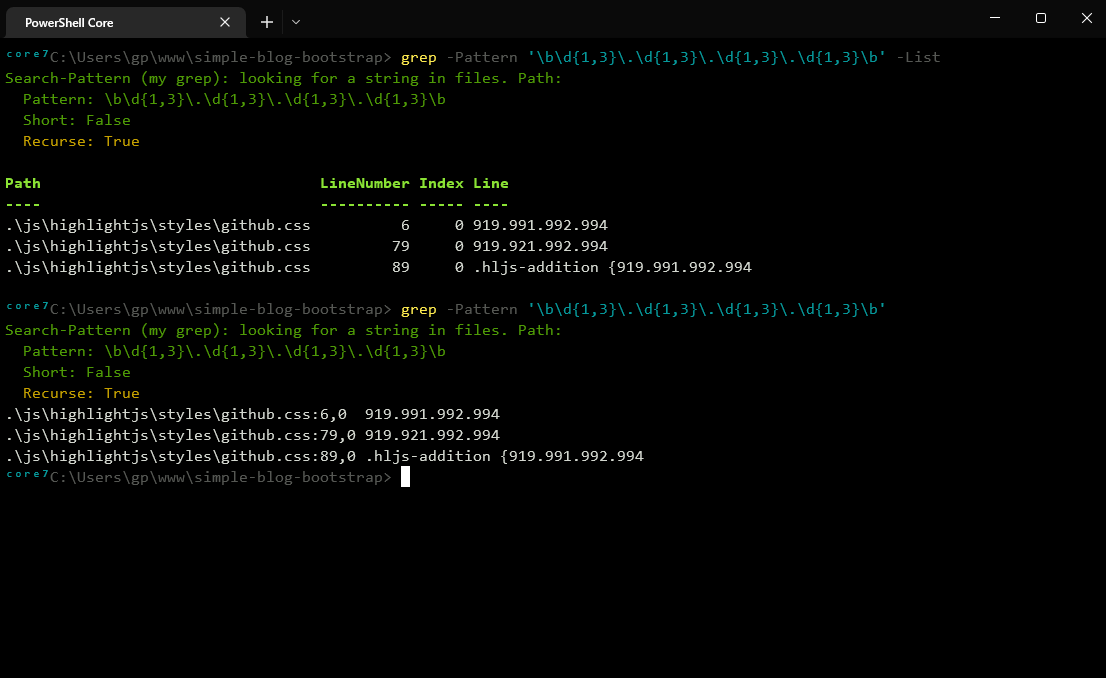 PowerShell Core
core7C:\Users\gp\www\simple-blog-bootstrap> grep -Pattern '\b\d{1,3}\.\d{1,3}\.\d{1,3}\.\d{1,3}\b' -List
Search-Pattern (my grep): looking for a string in files. Path:
  Pattern: \b\d{1,3}\.\d{1,3}\.\d{1,3}\.\d{1,3}\b
  Short: False
  Recurse: True
Path                               LineNumber Index Line
----                               ---------- ----- ----
.\js\highlightjs\styles\github.css          6     0 919.991.992.994
.\js\highlightjs\styles\github.css         79     0 919.921.992.994
.\js\highlightjs\styles\github.css         89     0 .hljs-addition {919.991.992.994
core7C:\Users\gp\www\simple-blog-bootstrap> grep -Pattern '\b\d{1,3}\.\d{1,3}\.\d{1,3}\.\d{1,3}\b'
Search-Pattern (my grep): looking for a string in files. Path:
  Pattern: \b\d{1,3}\.\d{1,3}\.\d{1,3}\.\d{1,3}\b
  Short: False
  Recurse: True
.\js\highlightjs\styles\github.css:6,0  919.991.992.994
.\js\highlightjs\styles\github.css:79,0 919.921.992.994
.\js\highlightjs\styles\github.css:89,0 .hljs-addition {919.991.992.994
core7C:\Users\gp\www\simple-blog-bootstrap>